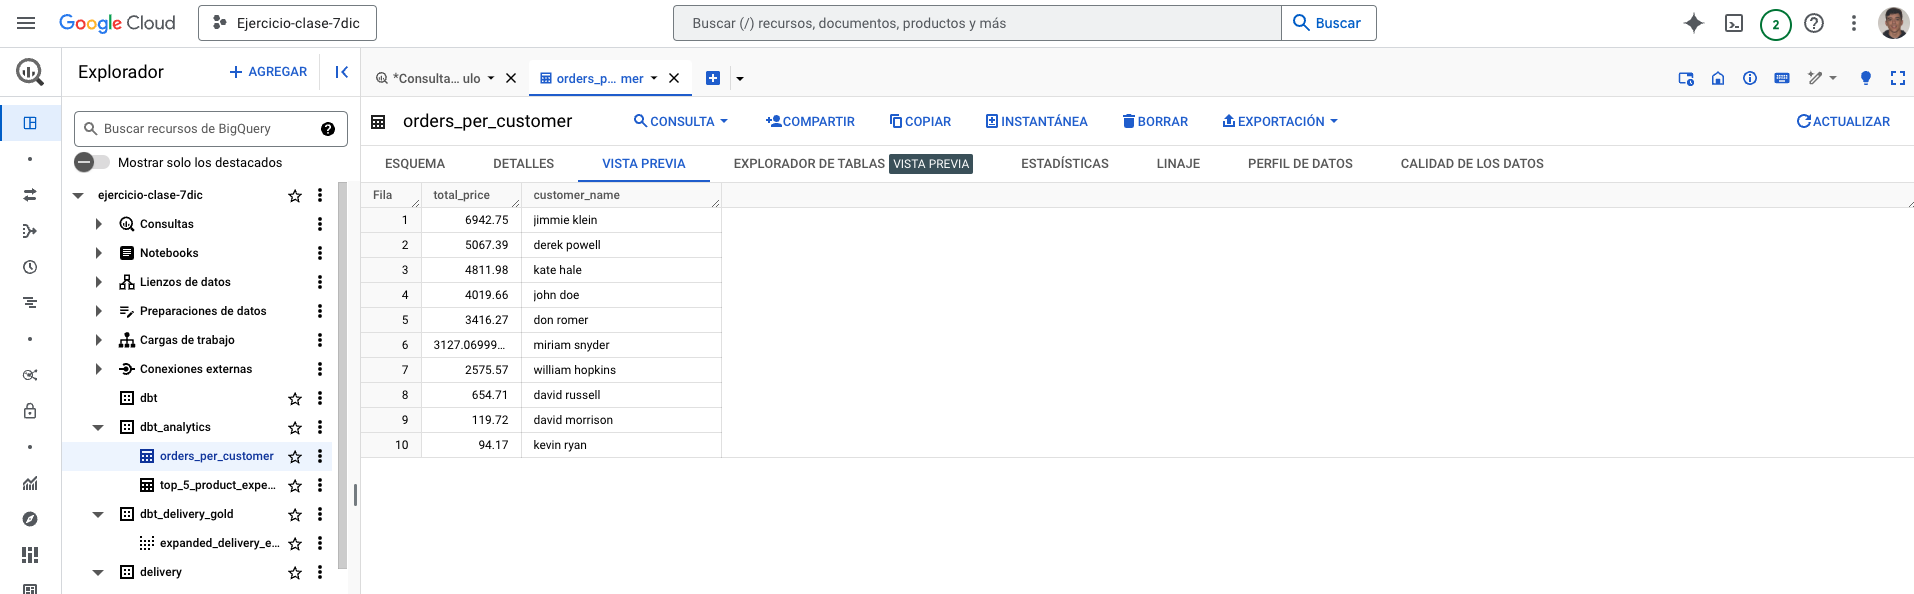 Google Cloud
Ejercicio-clase-7dic
Buscar (/) recursos, documentos, productos y más
Buscar
2
Explorador
AGREGAR
*Consulta... ulo
orders_p... mer
Buscar recursos de BigQuery
orders_per_customer
CONSULTA
COMPARTIR
COPIAR
INSTANTÁNEA
BORRAR
EXPORTACIÓN
ACTUALIZAR
Mostrar solo los destacados
ESQUEMA
DETALLES
VISTA PREVIA
EXPLORADOR DE TABLAS VISTA PREVIA
ESTADÍSTICAS
LINAJE
PERFIL DE DATOS
CALIDAD DE LOS DATOS
ejercicio-clase-7dic
Consultas
Notebooks
Lienzos de datos
Preparaciones de datos
Cargas de trabajo
Conexiones externas
dbt
dbt_analytics
orders_per_customer
top_5_product_expe...
dbt_delivery_gold
expanded_delivery_e...
delivery
Fila total_price customer_name
1 6942.75 jimmie klein
2 5067.39 derek powell
3 4811.98 kate hale
4 4019.66 john doe
5 3416.27 don romer
6 3127.06999... miriam snyder
7 2575.57 william hopkins
8 654.71 david russell
9 119.72 david morrison
10 94.17 kevin ryan